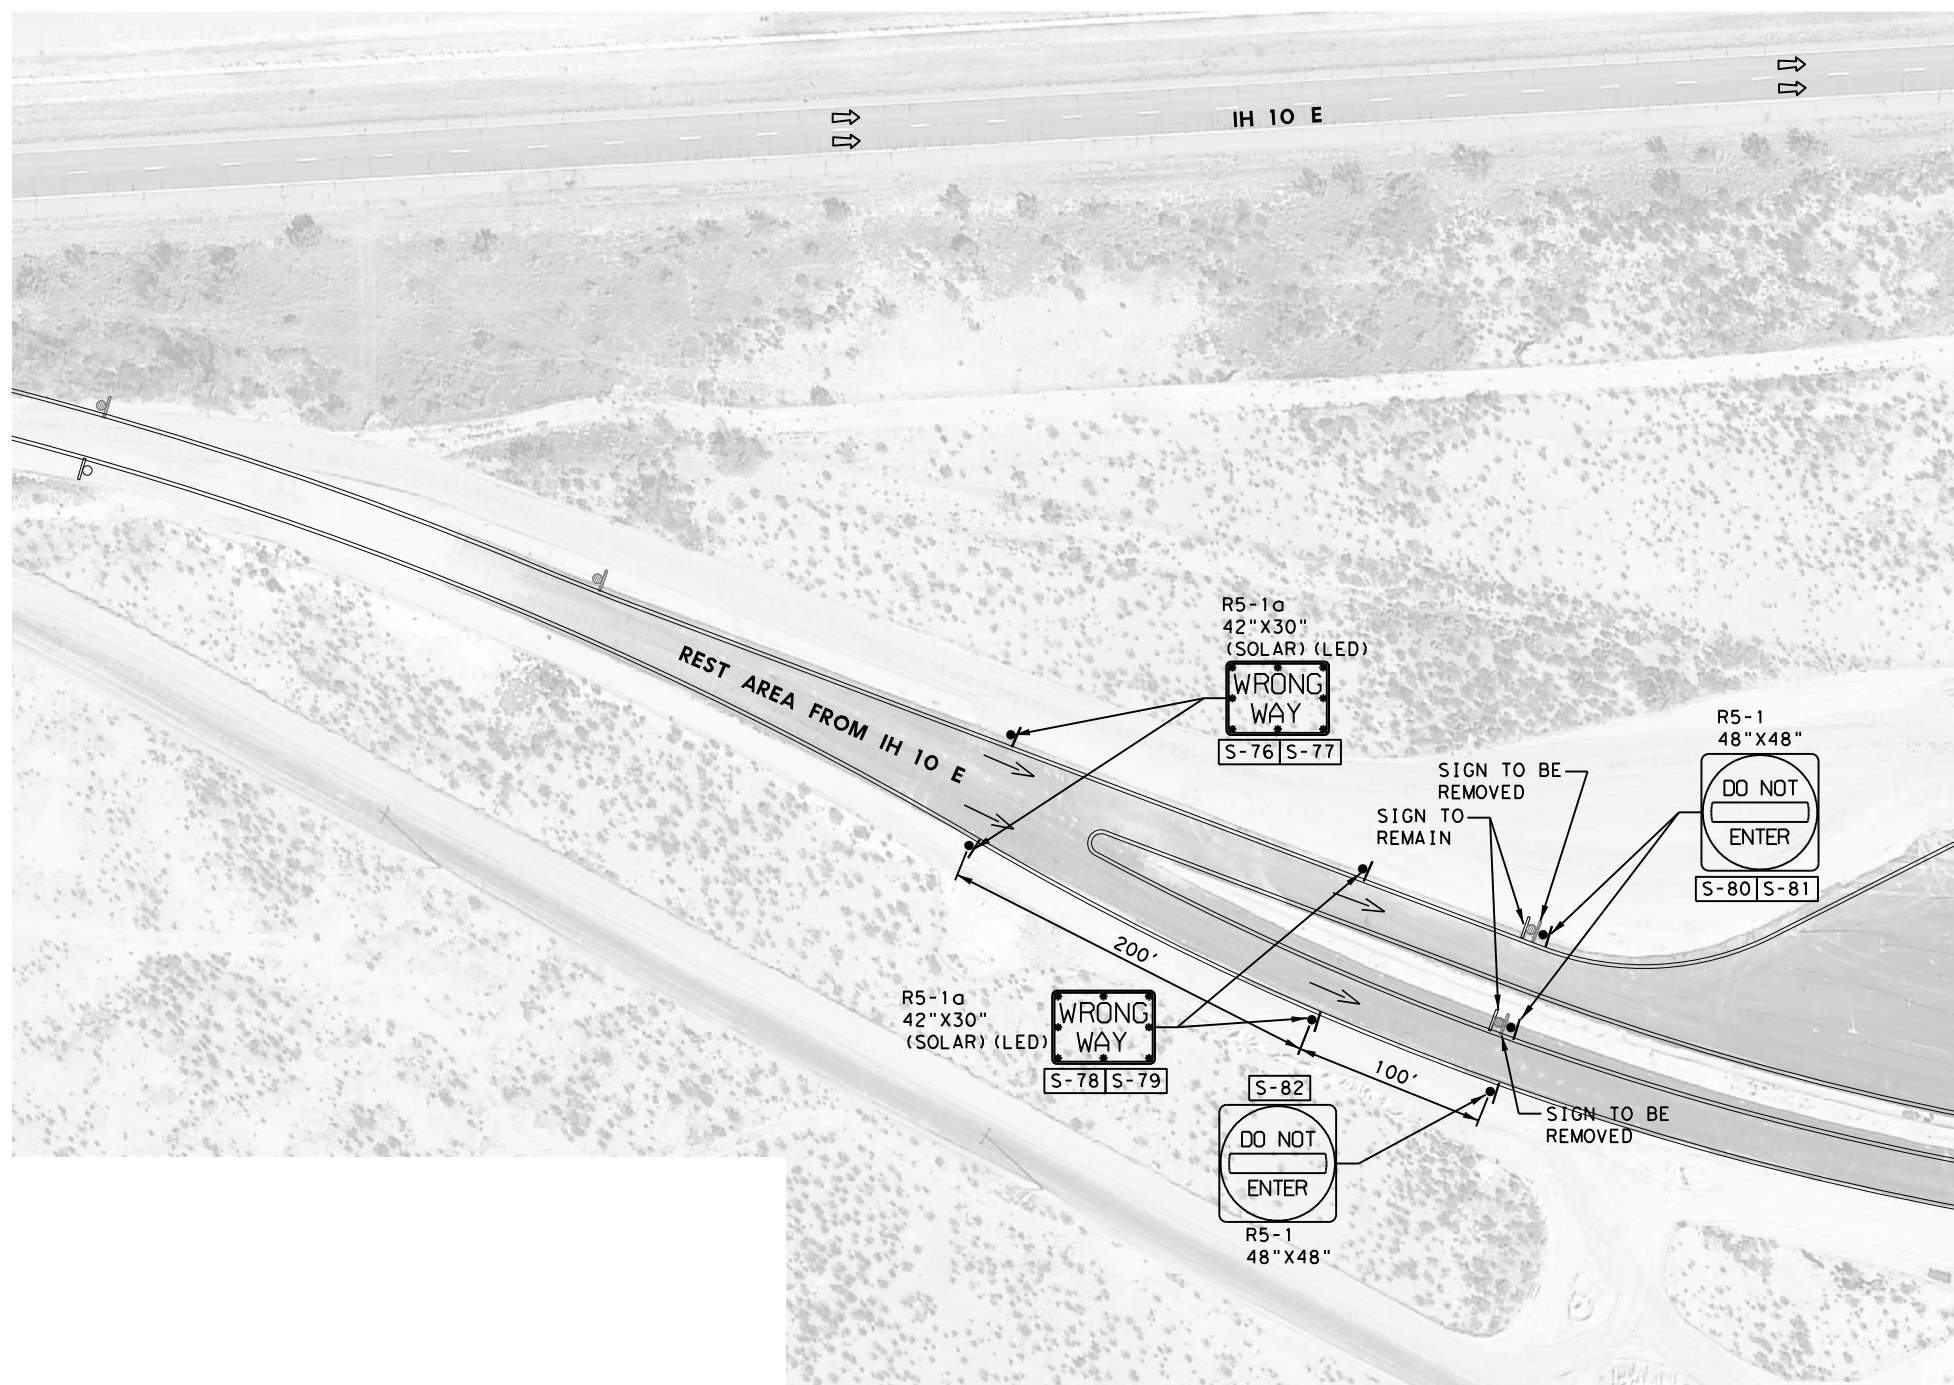 IH 10 E
R5-1a
42"X30"
(SOLAR) (LED)
WRONG
WAY
S-76 S-77
REST AREA FROM IH 10 E
R5-1
48"X48"
DO NOT
ENTER
S-80 S-81
SIGN TO BE
REMOVED
SIGN TO
REMAIN
200'
R5-1a
42"X30"
(SOLAR) (LED)
WRONG
WAY
S-78 S-79
100'
S-82
DO NOT
ENTER
R5-1
48"X48"
SIGN TO BE
REMOVED